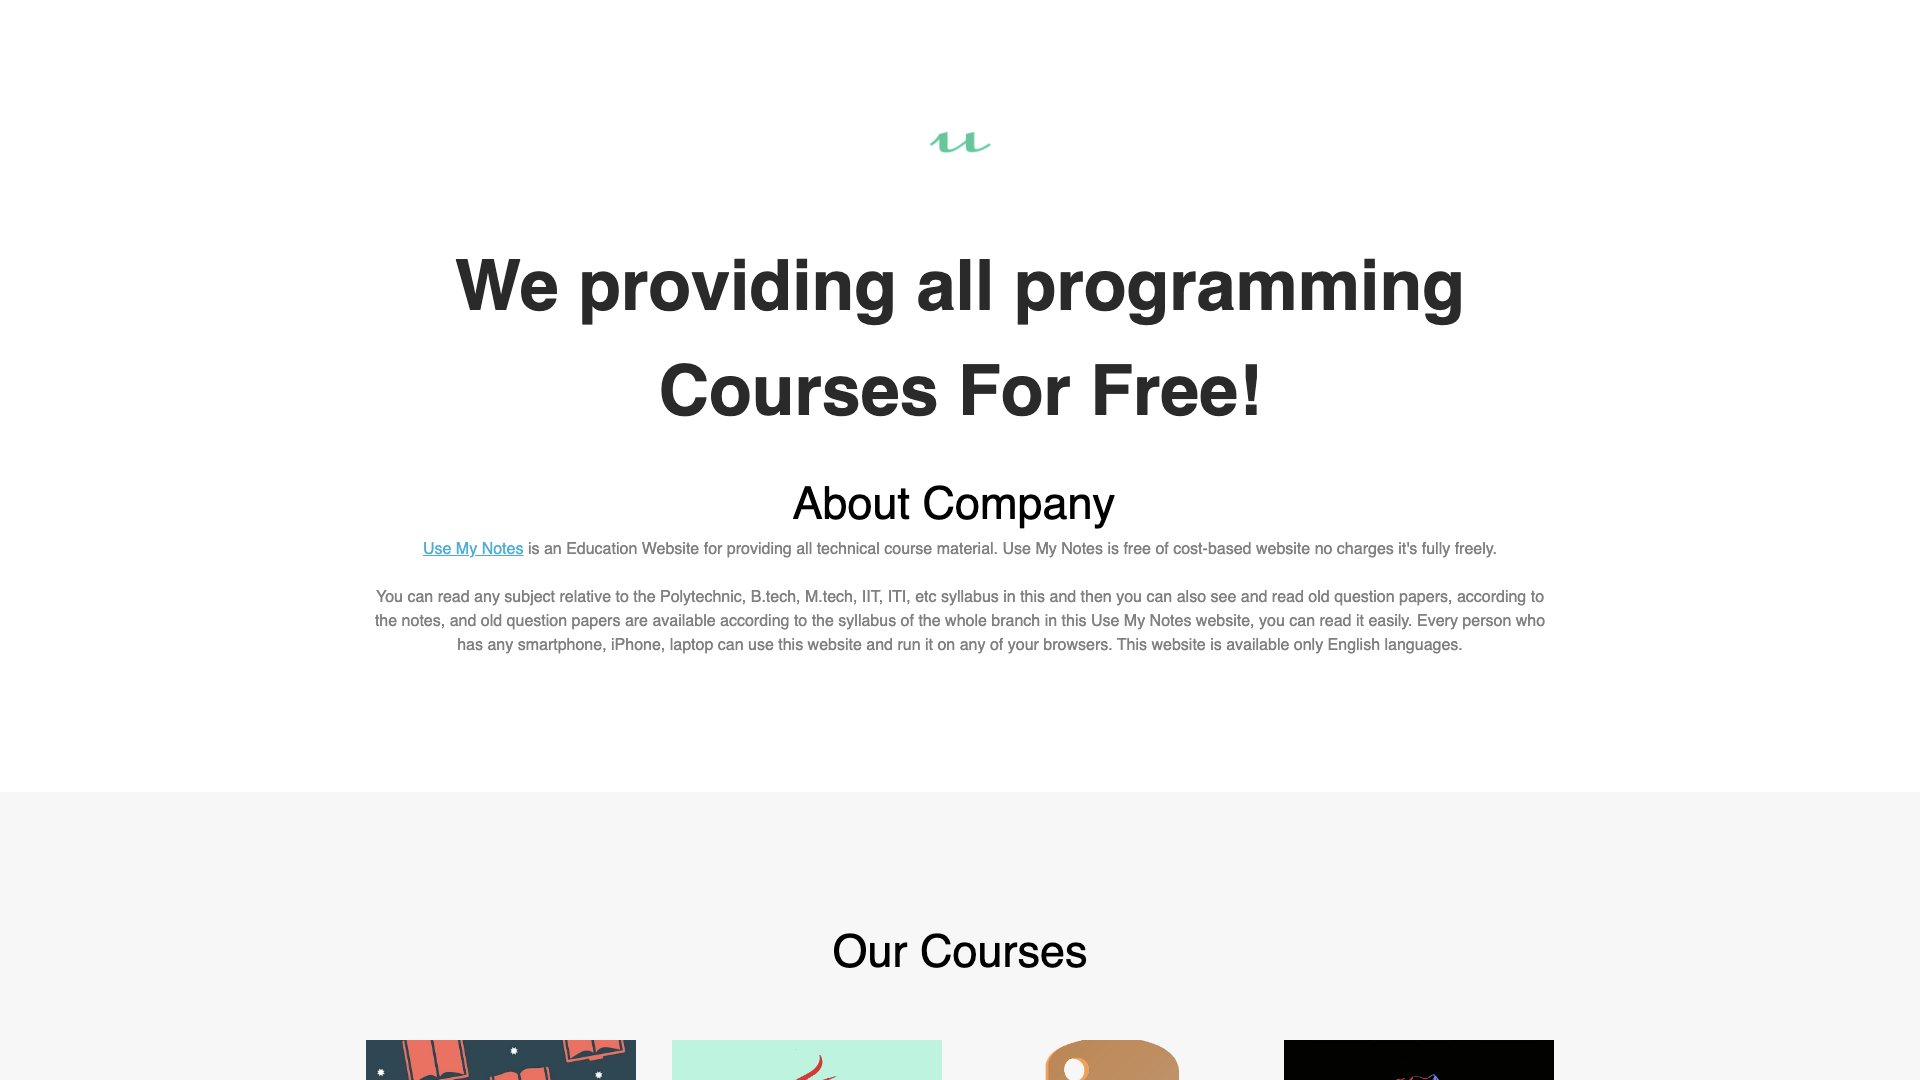 u
We providing all programming
Courses For Free!
About Company
Use My Notes is an Education Website for providing all technical course material. Use My Notes is free of cost-based website no charges it's fully freely.
You can read any subject relative to the Polytechnic, B.tech, M.tech, IIT, ITI, etc syllabus in this and then you can also see and read old question papers, according to
the notes, and old question papers are available according to the syllabus of the whole branch in this Use My Notes website, you can read it easily. Every person who
has any smartphone, iPhone, laptop can use this website and run it on any of your browsers. This website is available only English languages.
Our Courses